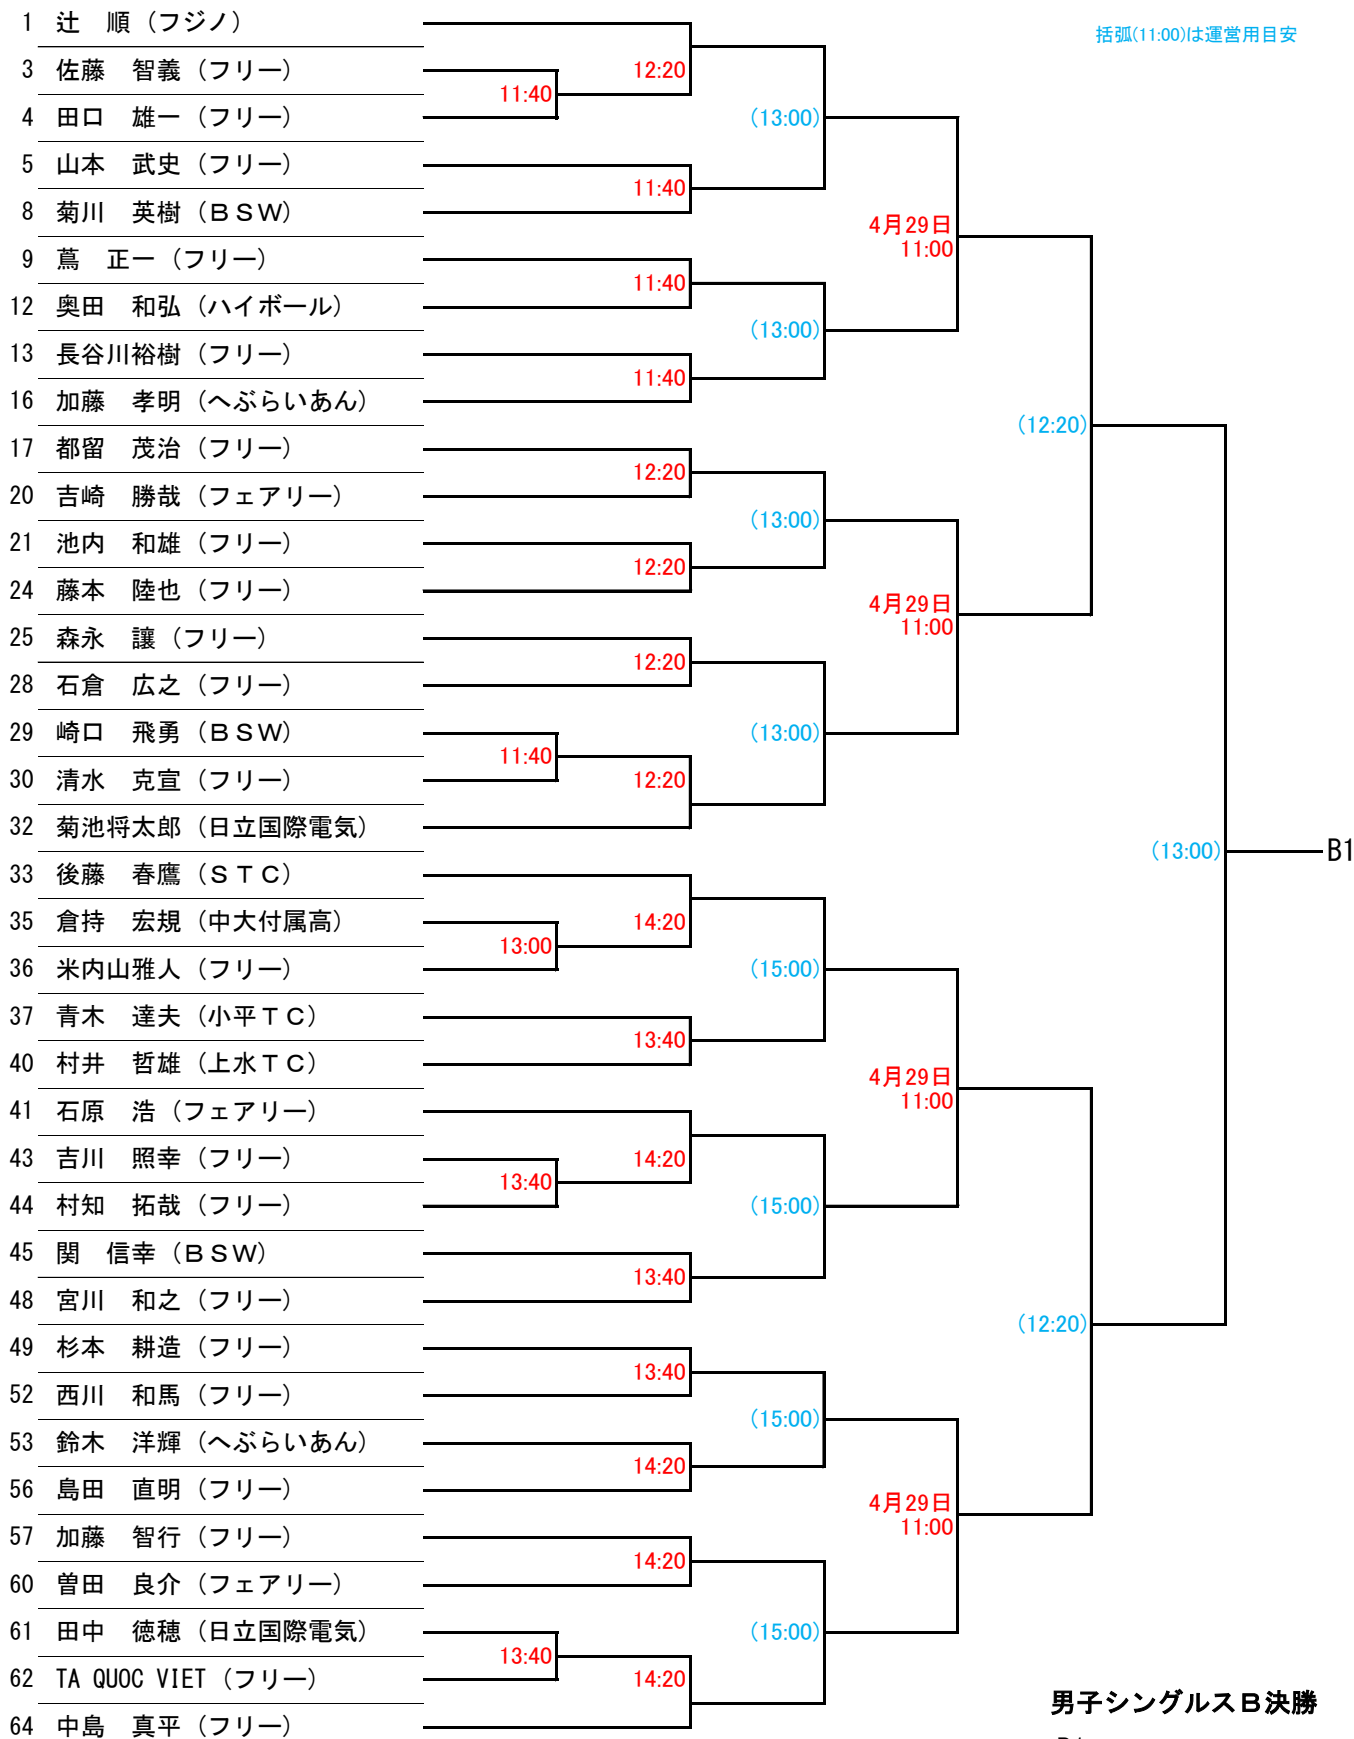 括弧(11:00)は運営用目安
1 辻 順（フジノ）
3 佐藤 智義（フリー）
12:20
11:40
4 田口 雄一（フリー）
(13:00)
5 山本 武史（フリー）
11:40
8 菊川 英樹（ＢＳＷ）
4月29日
11:00
9 蔦 正一（フリー）
11:40
12 奥田 和弘（ハイボール）
(13:00)
13 長谷川裕樹（フリー）
11:40
16 加藤 孝明（へぶらいあん）
(12:20)
17 都留 茂治（フリー）
12:20
20 吉崎 勝哉（フェアリー）
(13:00)
21 池内 和雄（フリー）
12:20
24 藤本 陸也（フリー）
4月29日
11:00
25 森永 譲（フリー）
12:20
28 石倉 広之（フリー）
29 崎口 飛勇（ＢＳＷ）
(13:00)
11:40
30 清水 克宣（フリー）
12:20
32 菊池将太郎（日立国際電気）
(13:00)
B1
33 後藤 春鷹（ＳＴＣ）
35 倉持 宏規（中大付属高）
14:20
13:00
36 米内山雅人（フリー）
(15:00)
37 青木 達夫（小平ＴＣ）
13:40
40 村井 哲雄（上水ＴＣ）
4月29日
11:00
41 石原 浩（フェアリー）
43 吉川 照幸（フリー）
14:20
13:40
44 村知 拓哉（フリー）
(15:00)
45 関 信幸（ＢＳＷ）
13:40
48 宮川 和之（フリー）
(12:20)
49 杉本 耕造（フリー）
13:40
52 西川 和馬（フリー）
(15:00)
53 鈴木 洋輝（へぶらいあん）
14:20
56 島田 直明（フリー）
4月29日
11:00
57 加藤 智行（フリー）
14:20
60 曽田 良介（フェアリー）
61 田中 徳穂（日立国際電気）
(15:00)
13:40
62 TA QUOC VIET（フリー）
14:20
男子シングルスＢ決勝
64 中島 真平（フリー）